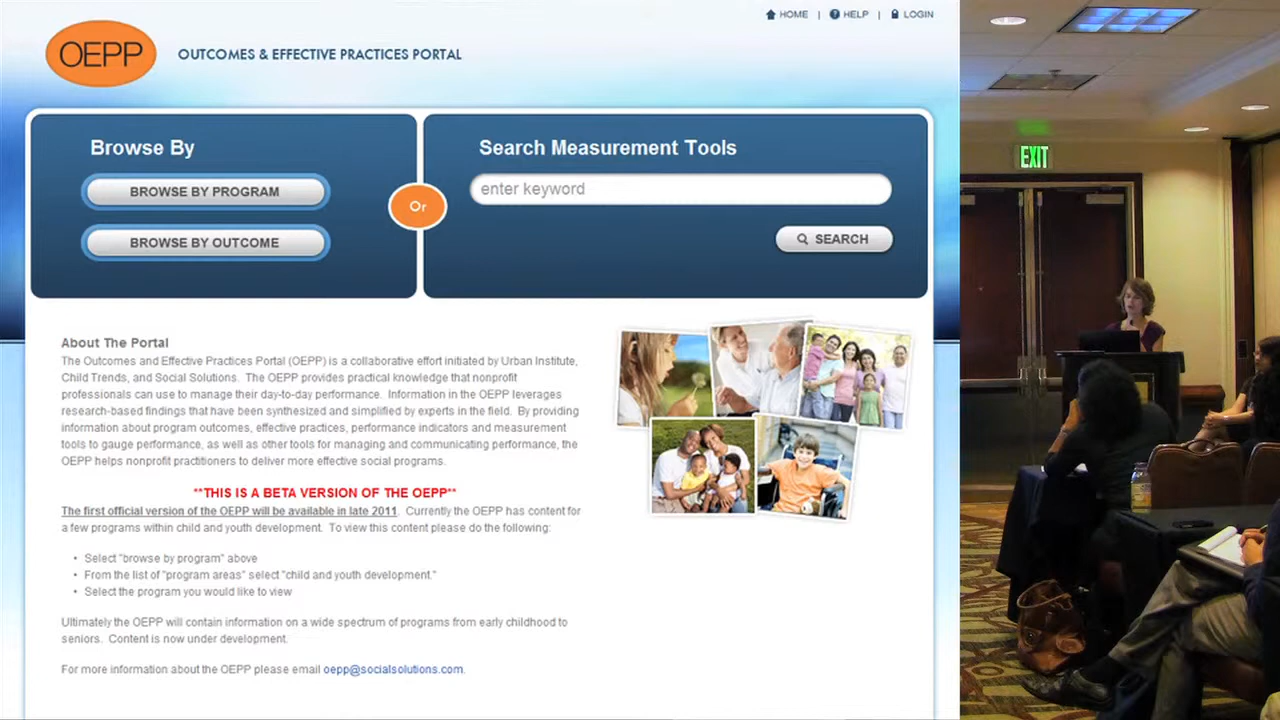 HOME | HELP | LOGIN
OEPP
OUTCOMES & EFFECTIVE PRACTICES PORTAL
Browse By
BROWSE BY PROGRAM
BROWSE BY OUTCOME
Or
Search Measurement Tools
enter keyword
SEARCH
About The Portal
The Outcomes and Effective Practices Portal (OEPP) is a collaborative effort initiated by Urban Institute,
Child Trends, and Social Solutions. The OEPP provides practical knowledge that nonprofit
professionals can use to manage their day-to-day performance. Information in the OEPP leverages
research-based findings that have been synthesized and simplified by experts in the field. By providing
information about program outcomes, effective practices, performance indicators and measurement
tools to gauge performance, as well as other tools for managing and communicating performance, the
OEPP helps nonprofit practitioners to deliver more effective social programs.
**THIS IS A BETA VERSION OF THE OEPP**
The first official version of the OEPP will be available in late 2011. Currently the OEPP has content for
a few programs within child and youth development. To view this content please do the following:
• Select "browse by program" above
• From the list of "program areas" select "child and youth development."
• Select the program you would like to view
Ultimately the OEPP will contain information on a wide spectrum of programs from early childhood to
seniors. Content is now under development.
For more information about the OEPP please email oepp@socialsolutions.com.
EXIT